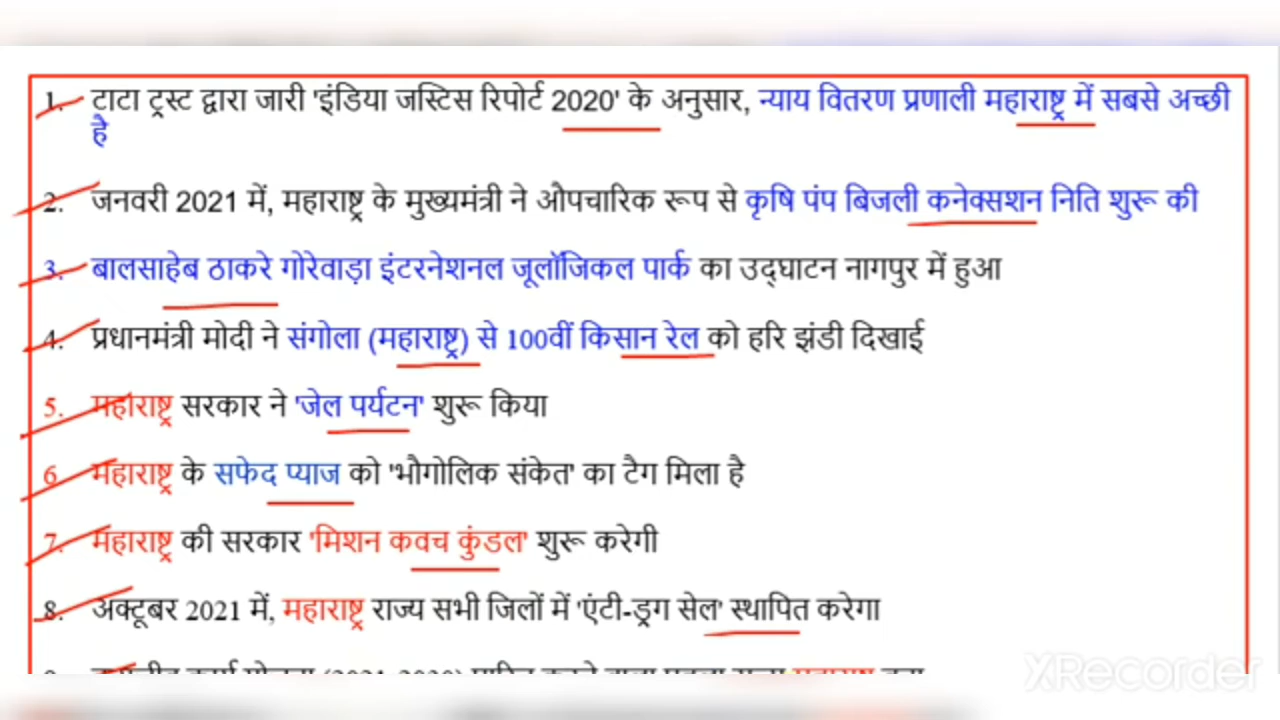 1. टाटा ट्रस्ट द्वारा जारी 'इंडिया जस्टिस रिपोर्ट 2020' के अनुसार, न्याय वितरण प्रणाली महाराष्ट्र में सबसे अच्छी
है
2. जनवरी 2021 में, महाराष्ट्र के मुख्यमंत्री ने औपचारिक रूप से कृषि पंप बिजली कनेक्सशन निति शुरू की
3. बालसाहेब ठाकरे गोरेवाड़ा इंटरनेशनल जूलॉजिकल पार्क का उद्घाटन नागपुर में हुआ
4. प्रधानमंत्री मोदी ने संगोला (महाराष्ट्र) से 100वीं किसान रेल को हरि झंडी दिखाई
5. महाराष्ट्र सरकार ने 'जेल पर्यटन' शुरू किया
6. महाराष्ट्र के सफेद प्याज को 'भौगोलिक संकेत' का टैग मिला है
7. महाराष्ट्र की सरकार 'मिशन कवच कुंडल' शुरू करेगी
8. अक्टूबर 2021 में, महाराष्ट्र राज्य सभी जिलों में 'एंटी-ड्रग सेल' स्थापित करेगा
XRecorder